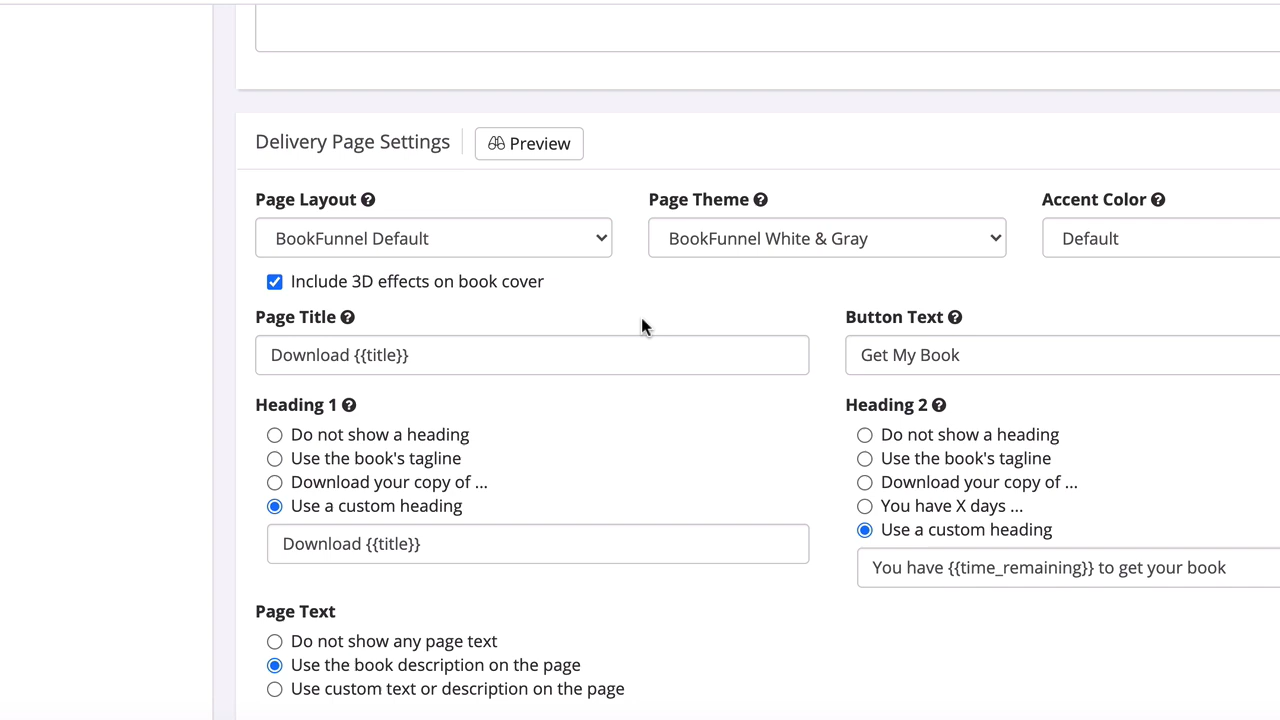 Delivery Page Settings
Preview
Page Layout
Page Theme
Accent Color
BookFunnel Default
BookFunnel White & Gray
Default
Include 3D effects on book cover
Page Title
Button Text
Download {{title}}
Get My Book
Heading 1
Heading 2
Do not show a heading
Do not show a heading
Use the book's tagline
Use the book's tagline
Download your copy of ...
Download your copy of ...
Use a custom heading
You have X days ...
Download {{title}}
Use a custom heading
You have {{time_remaining}} to get your book
Page Text
Do not show any page text
Use the book description on the page
Use custom text or description on the page